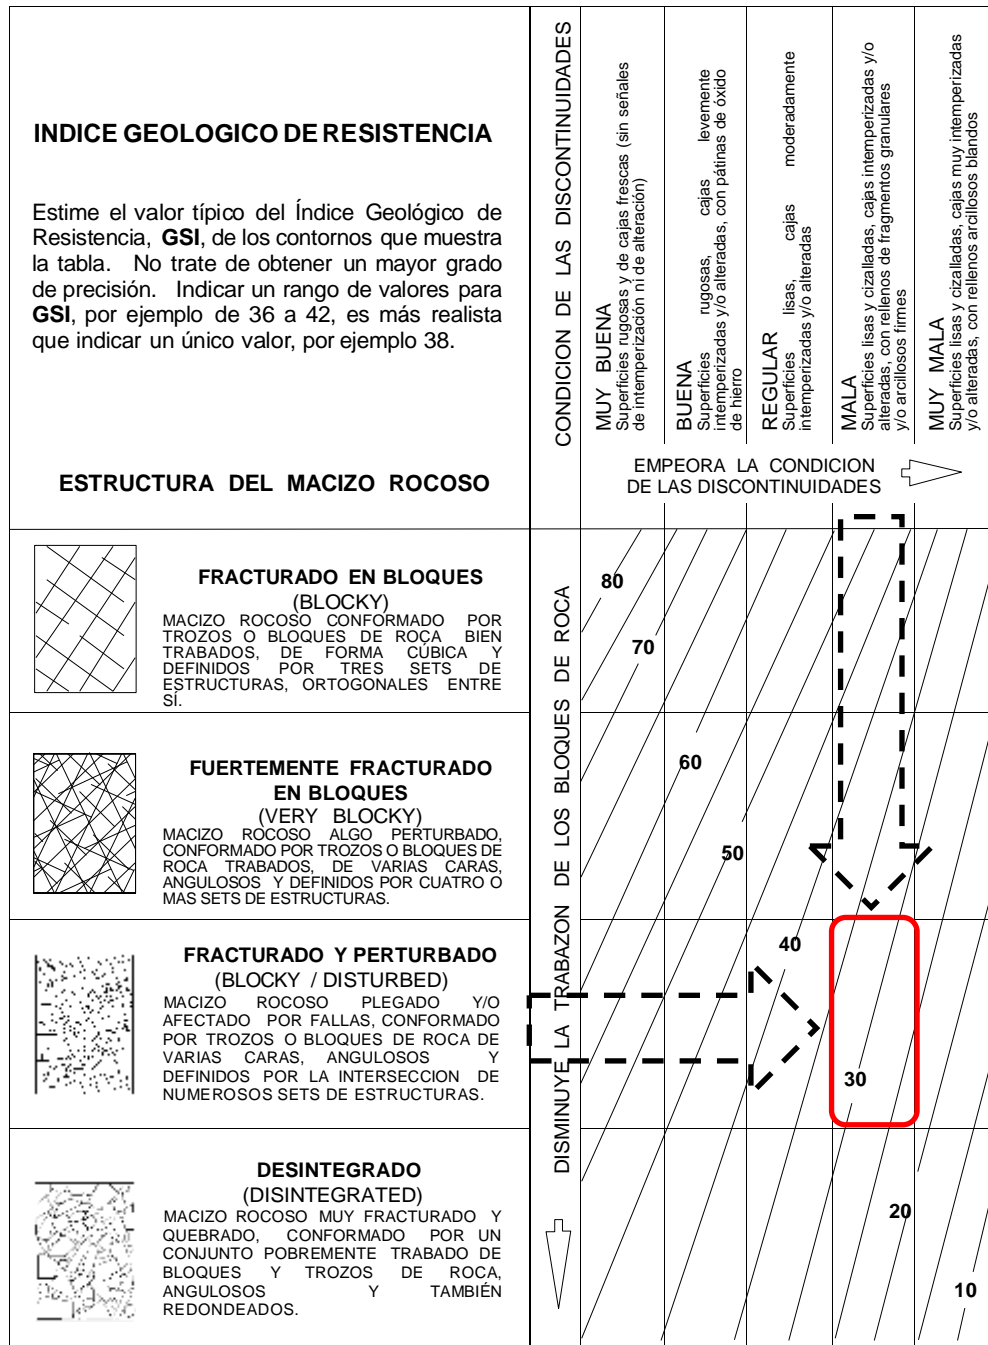 INDICE GEOLOGICO DE RESISTENCIA
Estime el valor típico del Índice Geológico de
Resistencia, GSI, de los contornos que muestra
la tabla. No trate de obtener un mayor grado
de precisión. Indicar un rango de valores para
GSI, por ejemplo de 36 a 42, es más realista
que indicar un único valor, por ejemplo 38.
ESTRUCTURA DEL MACIZO ROCOSO
CONDICION DE LAS DISCONTINUIDADES
MUY BUENA
Superficies rugosas y de cajas frescas (sin señales
de intemperización ni de alteración)
BUENA
Superficies rugosas, cajas levemente
intemperizadas y/o alteradas, con pátinas de óxido
de hierro
REGULAR
Superficies lisas, cajas moderadamente
intemperizadas y/o alteradas
MALA
Superficies lisas y cizalladas, cajas intemperizadas y/o
alteradas, con rellenos de fragmentos granulares
y/o arcillosos firmes
MUY MALA
Superficies lisas y cizalladas, cajas muy intemperizadas
y/o alteradas, con rellenos arcillosos blandos
EMPEORA LA CONDICION
DE LAS DISCONTINUIDADES
FRACTURADO EN BLOQUES
(BLOCKY)
MACIZO ROCOSO CONFORMADO POR
TROZOS O BLOQUES DE ROCA BIEN
TRABADOS, DE FORMA CÚBICA Y
DEFINIDOS POR TRES SETS DE
ESTRUCTURAS, ORTOGONALES ENTRE
SÍ.
FUERTEMENTE FRACTURADO
EN BLOQUES
(VERY BLOCKY)
MACIZO ROCOSO ALGO PERTURBADO,
CONFORMADO POR TROZOS O BLOQUES DE
ROCA TRABADOS, DE VARIAS CARAS,
ANGULOSOS Y DEFINIDOS POR CUATRO O
MAS SETS DE ESTRUCTURAS.
FRACTURADO Y PERTURBADO
(BLOCKY / DISTURBED)
MACIZO ROCOSO PLEGADO Y/O
AFECTADO POR FALLAS, CONFORMADO
POR TROZOS O BLOQUES DE ROCA DE
VARIAS CARAS, ANGULOSOS Y
DEFINIDOS POR LA INTERSECCION DE
NUMEROSOS SETS DE ESTRUCTURAS.
DESINTEGRADO
(DISINTEGRATED)
MACIZO ROCOSO MUY FRACTURADO Y
QUEBRADO, CONFORMADO POR UN
CONJUNTO POBREMENTE TRABADO DE
BLOQUES Y TROZOS DE ROCA,
ANGULOSOS Y TAMBIÉN
REDONDEADOS.
DISMINUYE LA TRABAZON DE LOS BLOQUES DE ROCA
80
70
60
50
40
30
20
10